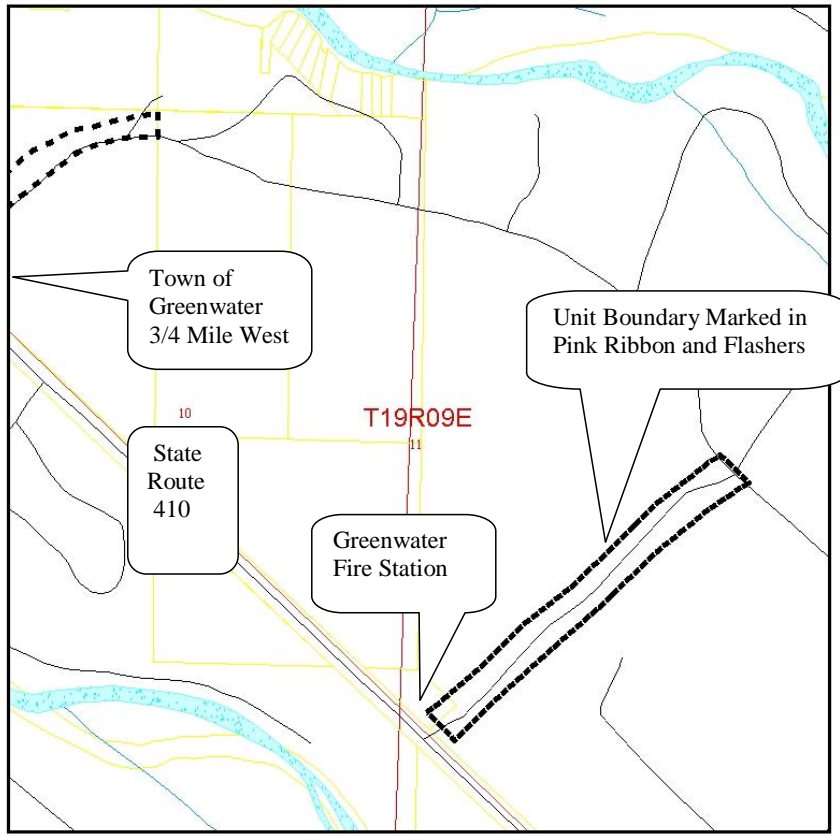 Town of
Greenwater
3/4 Mile West
Unit Boundary Marked in
Pink Ribbon and Flashers
10
T19R09E
11
State
Route
410
Greenwater
Fire Station